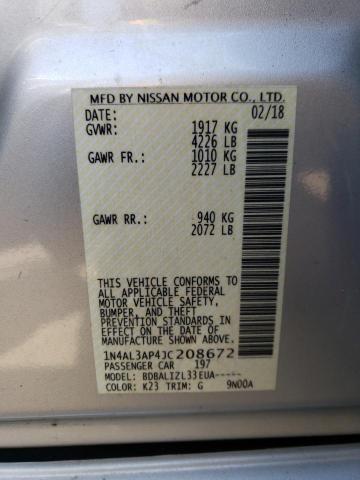 MFD BY NISSAN MOTOR CO., LTD.
DATE: 02/18
GVWR: 1917 KG
4226 LB
GAWR FR.: 1010 KG
2227 LB
GAWR RR.: 940 KG
2072 LB
THIS VEHICLE CONFORMS TO
ALL APPLICABLE FEDERAL
MOTOR VEHICLE SAFETY,
BUMPER, AND THEFT
PREVENTION STANDARDS
IN EFFECT ON THE DATE OF
MANUFACTURE SHOWN ABOVE.
1N4AL3AP4JC208672
PASSENGER CAR 197
MODEL: BDBALIZL33EUA-----
COLOR: K23 TRIM: G 9N00A